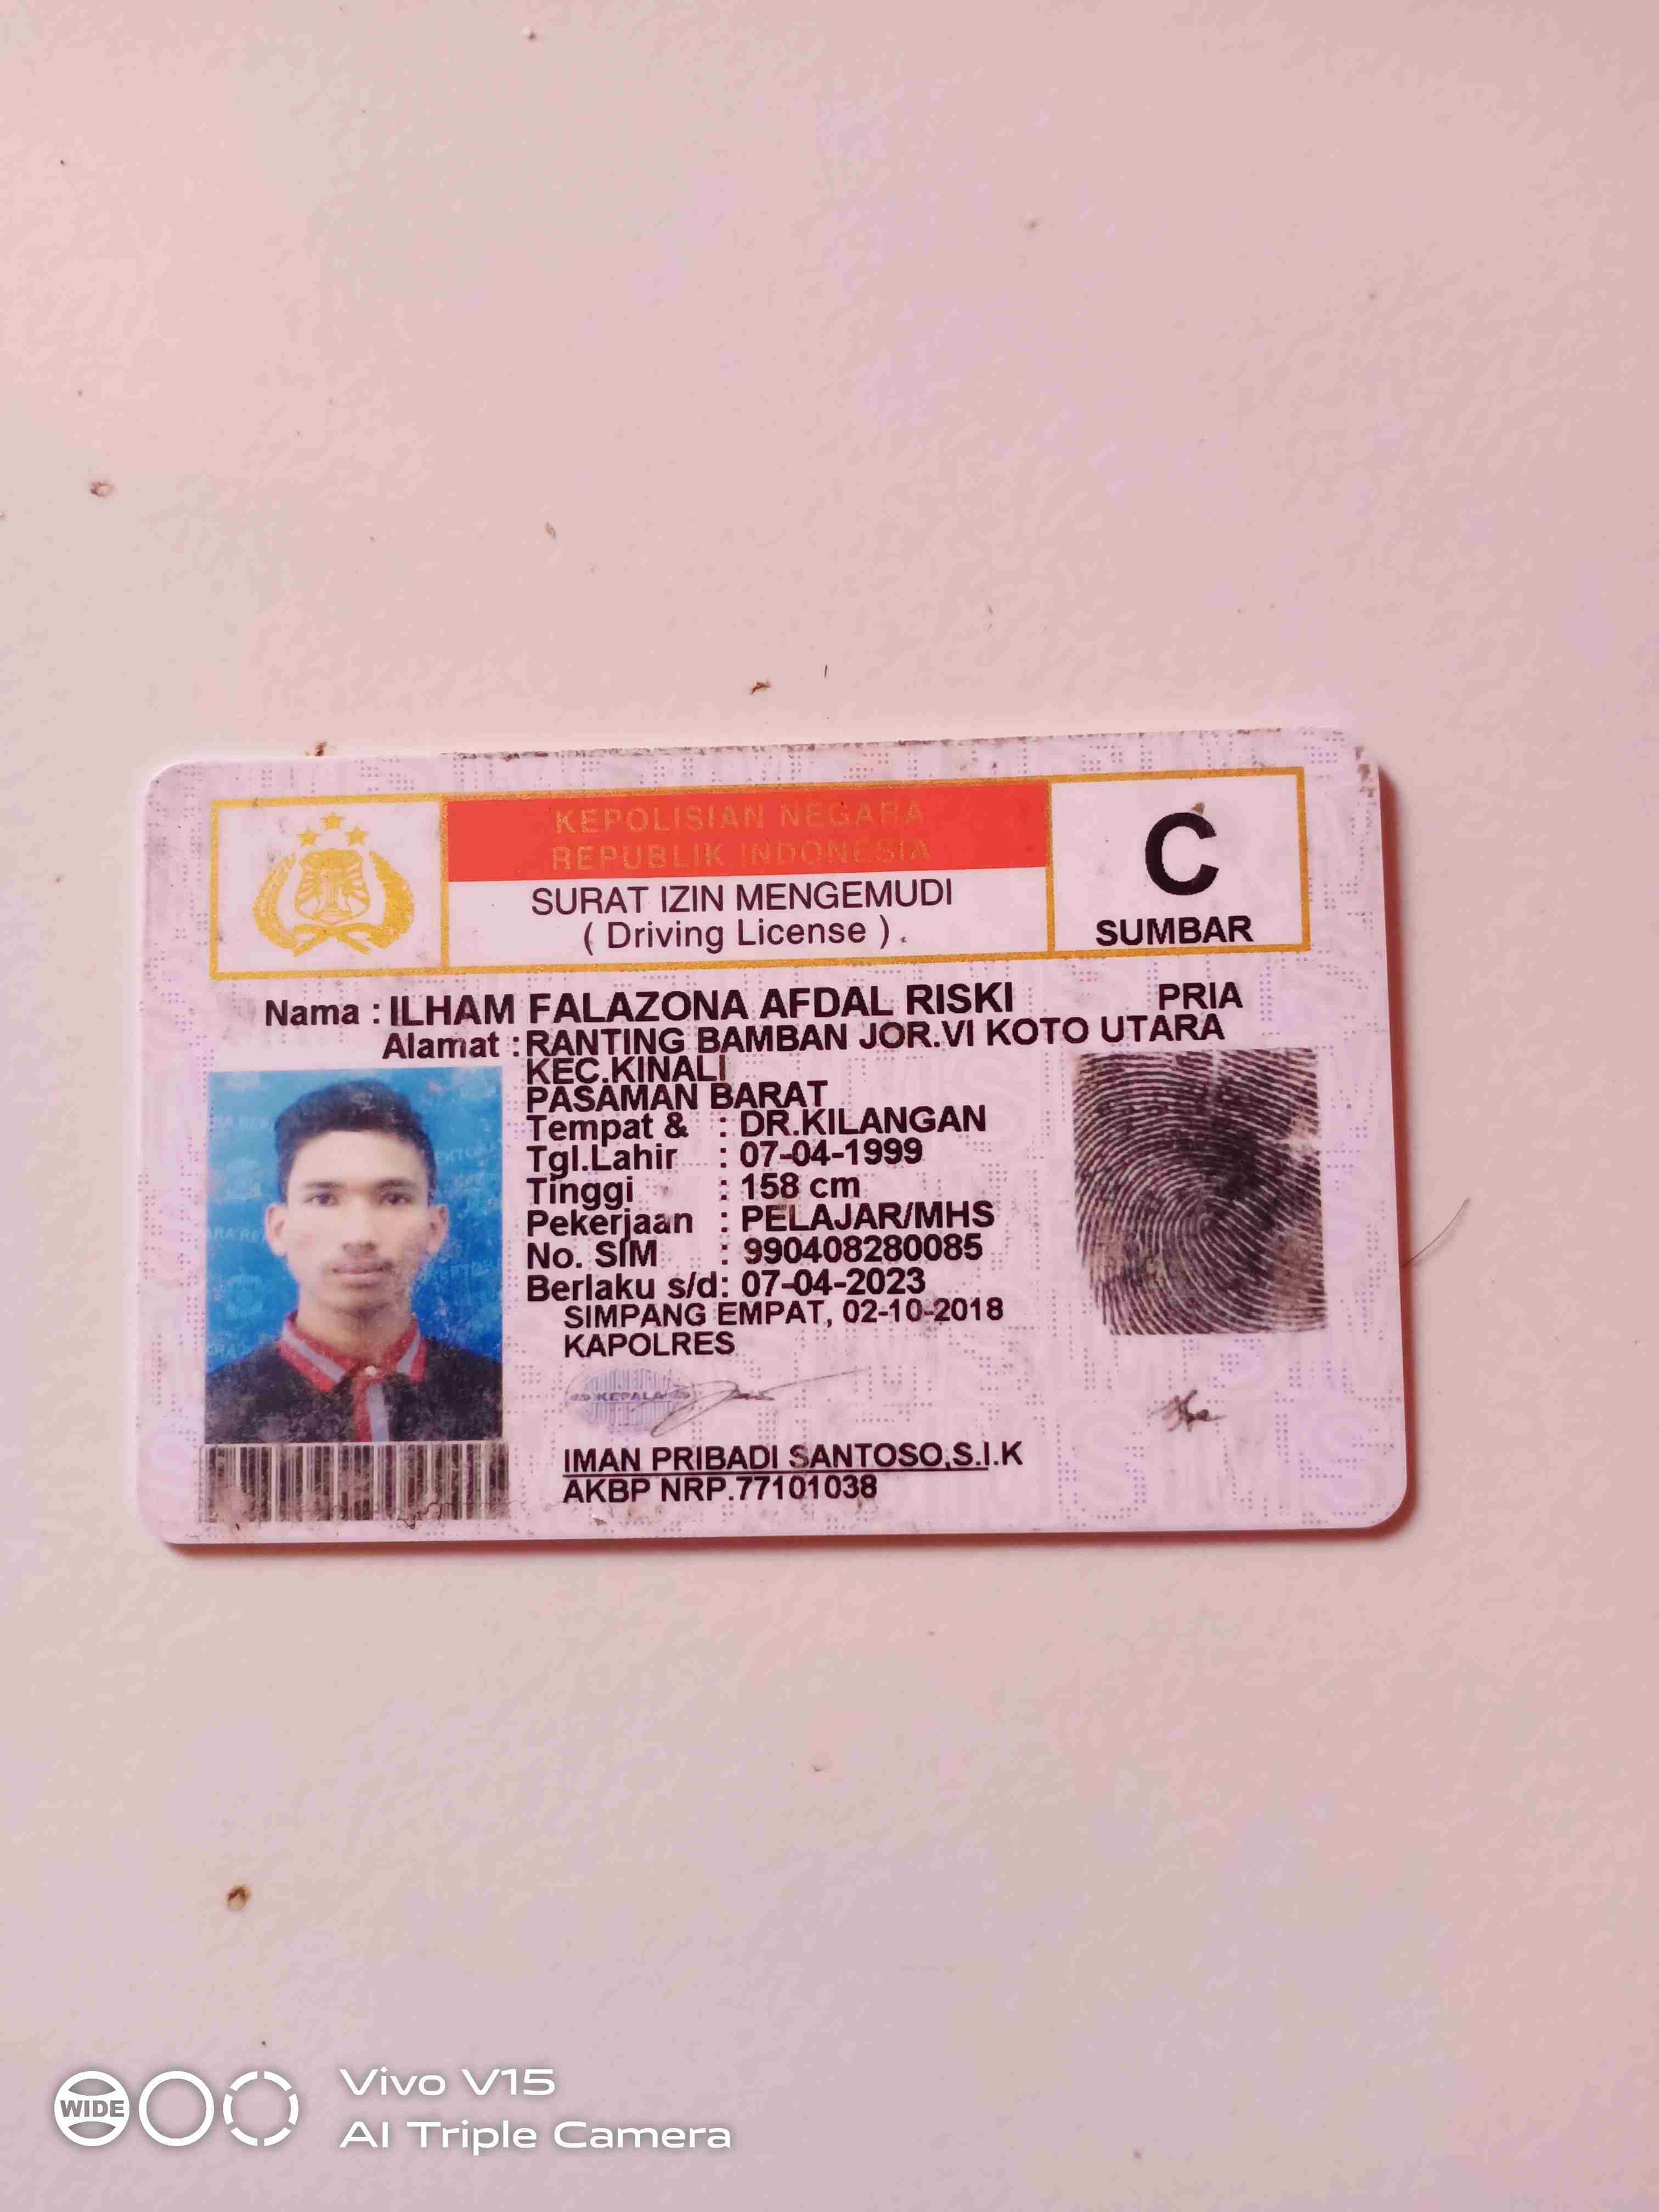 KEPOLISIAN NEGARA
REPUBLIK INDONESIA
SURAT IZIN MENGEMUDI
( Driving License )
C
SUMBAR
Nama : ILHAM FALAZONA AFDAL RISKI PRIA
Alamat : RANTING BAMBAN JOR.VI KOTO UTARA
KEC.KINALI
PASAMAN BARAT
Tempat & : DR.KILANGAN
Tgl.Lahir : 07-04-1999
Tinggi : 158 cm
Pekerjaan : PELAJAR/MHS
No. SIM : 990408280085
Berlaku s/d: 07-04-2023
SIMPANG EMPAT, 02-10-2018
KAPOLRES
KEPALA
IMAN PRIBADI SANTOSO,S.I.K
AKBP NRP.77101038
WIDE
Vivo V15
AI Triple Camera